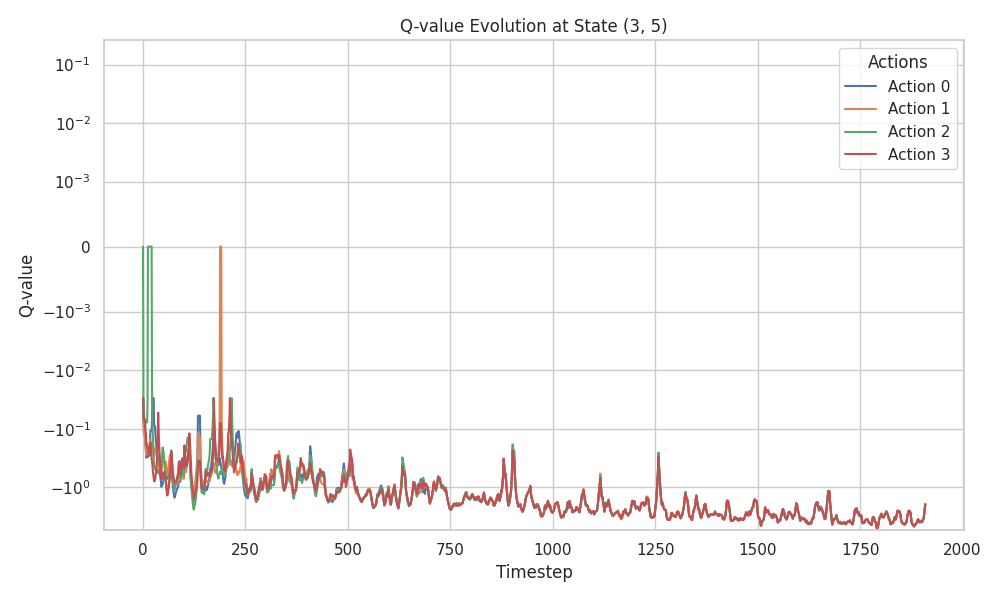 Q-value Evolution at State (3, 5)
Q-value
10⁻¹
10⁻²
10⁻³
0
−10⁻³
−10⁻²
−10⁻¹
−10⁰
Actions
Action 0
Action 1
Action 2
Action 3
0 250 500 750 1000 1250 1500 1750 2000
Timestep